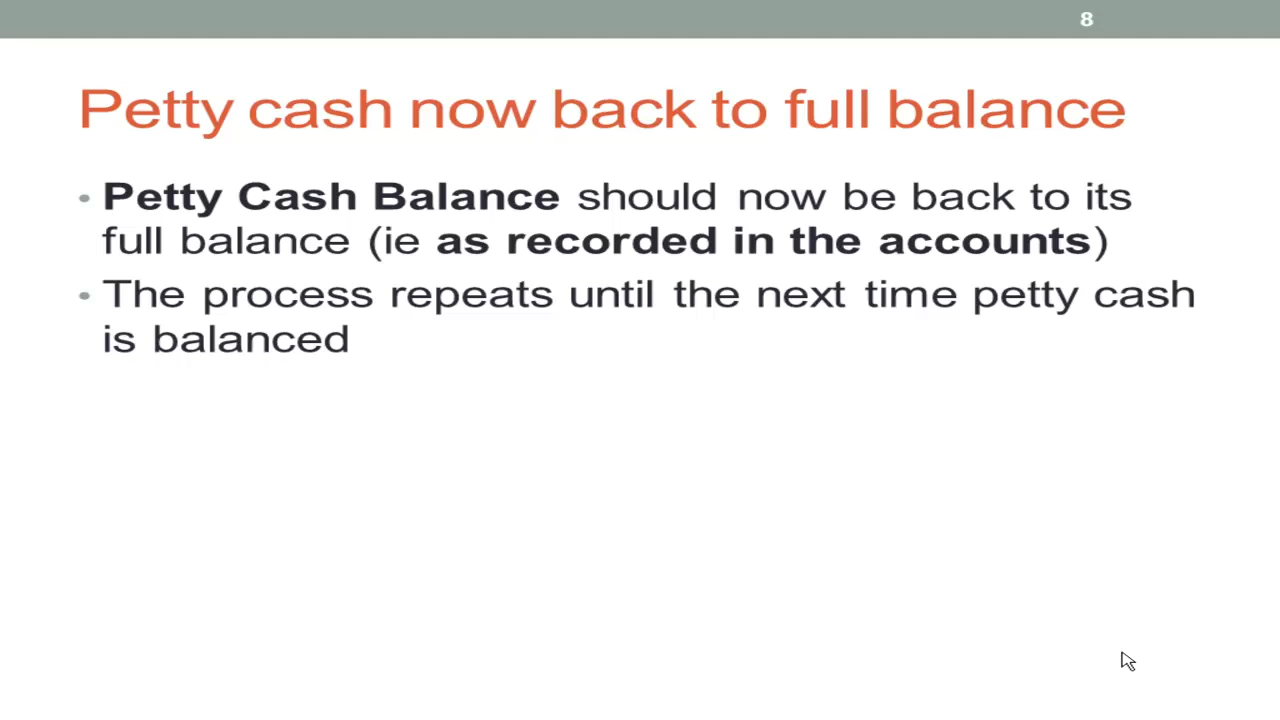 8
Petty cash now back to full balance
• Petty Cash Balance should now be back to its
full balance (ie as recorded in the accounts)
• The process repeats until the next time petty cash
is balanced